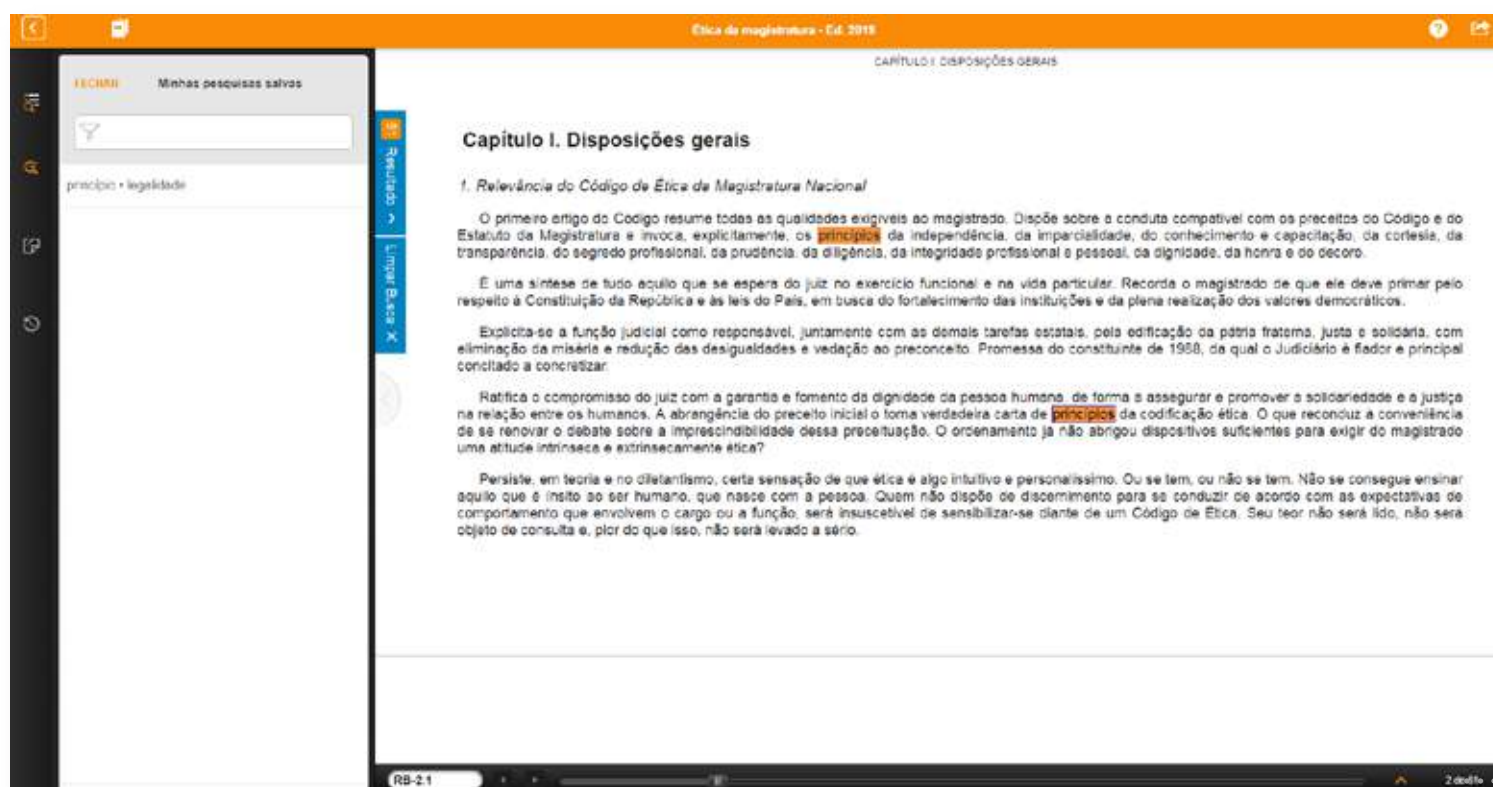 Ética da magistratura - Ed. 2019
FECHAR
Minhas pesquisas salvas
princípio • legalidade
Resultado
Limpar Busca X
CAPÍTULO I. DISPOSIÇÕES GERAIS
Capítulo I. Disposições gerais
1. Relevância do Código de Ética da Magistratura Nacional
O primeiro artigo do Código resume todas as qualidades exigíveis ao magistrado. Dispõe sobre a conduta compatível com os preceitos do Código e do
Estatuto da Magistratura e invoca, explicitamente, os princípios da independência, da imparcialidade, do conhecimento e capacitação, da cortesia, da
transparência, do segredo profissional, da prudência, da diligência, da integridade profissional e pessoal, da dignidade, da honra e do decoro.
É uma síntese de tudo aquilo que se espera do juiz no exercício funcional e na vida particular. Recorda o magistrado de que ele deve primar pelo
respeito à Constituição da República e às leis do País, em busca do fortalecimento das instituições e da plena realização dos valores democráticos.
Explicita-se a função judicial como responsável, juntamente com as demais tarefas estatais, pela edificação da pátria fraterna, justa e solidária, com
eliminação da miséria e redução das desigualdades e vedação ao preconceito. Promessa do constituinte de 1988, da qual o Judiciário é fiador e principal
concitado a concretizar.
Ratifica o compromisso do juiz com a garantia e fomento da dignidade da pessoa humana, de forma a assegurar e promover a solidariedade e a justiça
na relação entre os humanos. A abrangência do preceito inicial o torna verdadeira carta de princípios da codificação ética. O que reconduz a conveniência
de se renovar o debate sobre a imprescindibilidade dessa preceituação. O ordenamento já não abrigou dispositivos suficientes para exigir do magistrado
uma atitude intrínseca e extrinsecamente ética?
Persiste, em teoria e no diletantismo, certa sensação de que ética é algo intuitivo e personalíssimo. Ou se tem, ou não se tem. Não se consegue ensinar
aquilo que é ínsito ao ser humano, que nasce com a pessoa. Quem não dispõe de discernimento para se conduzir de acordo com as expectativas de
comportamento que envolvem o cargo ou a função, será insuscetível de sensibilizar-se diante de um Código de Ética. Seu teor não será lido, não será
objeto de consulta e, pior do que isso, não será levado a sério.
RB-2.1